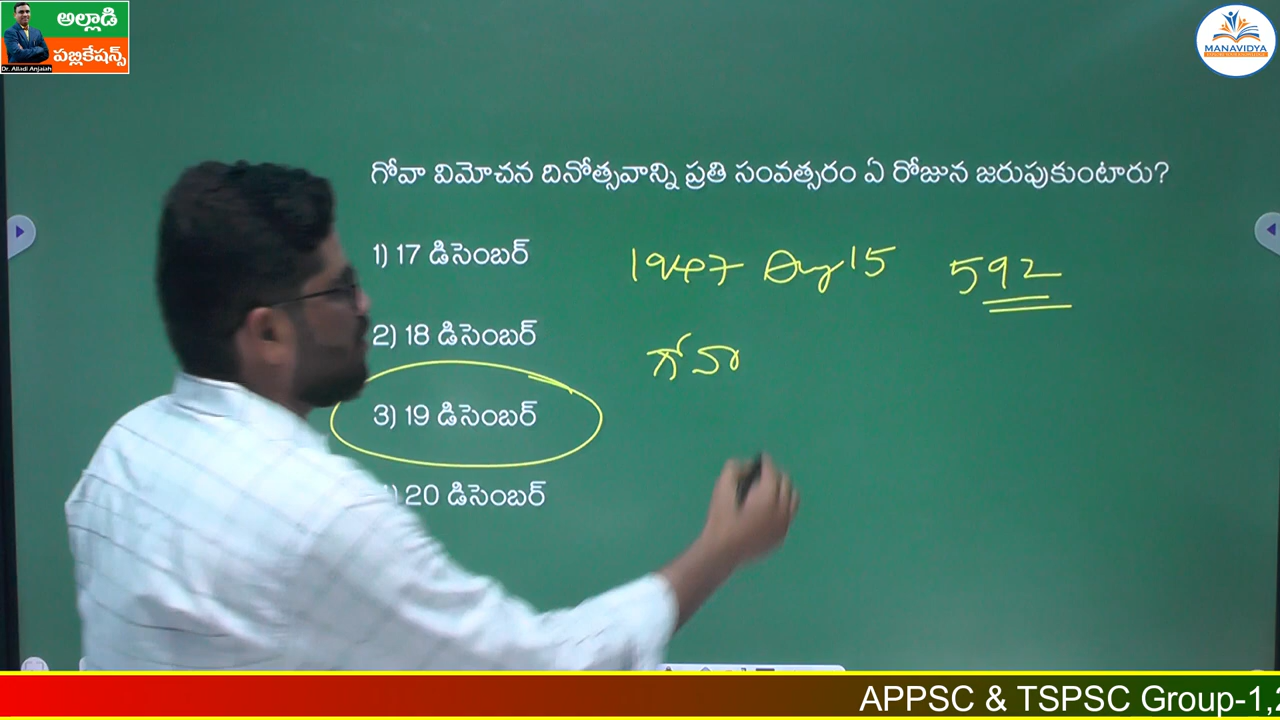 అల్లాడి
పబ్లికేషన్స్
Dr. Alladi Anjaiah
MANAVIDYA
గోవా విమోచన దినోత్సవాన్ని ప్రతి సంవత్సరం ఏ రోజున జరుపుకుంటారు?
1) 17 డిసెంబర్
1947 Aug 15 592
2) 18 డిసెంబర్
గోవా
3) 19 డిసెంబర్
20 డిసెంబర్
APPSC & TSPSC Group-1,2